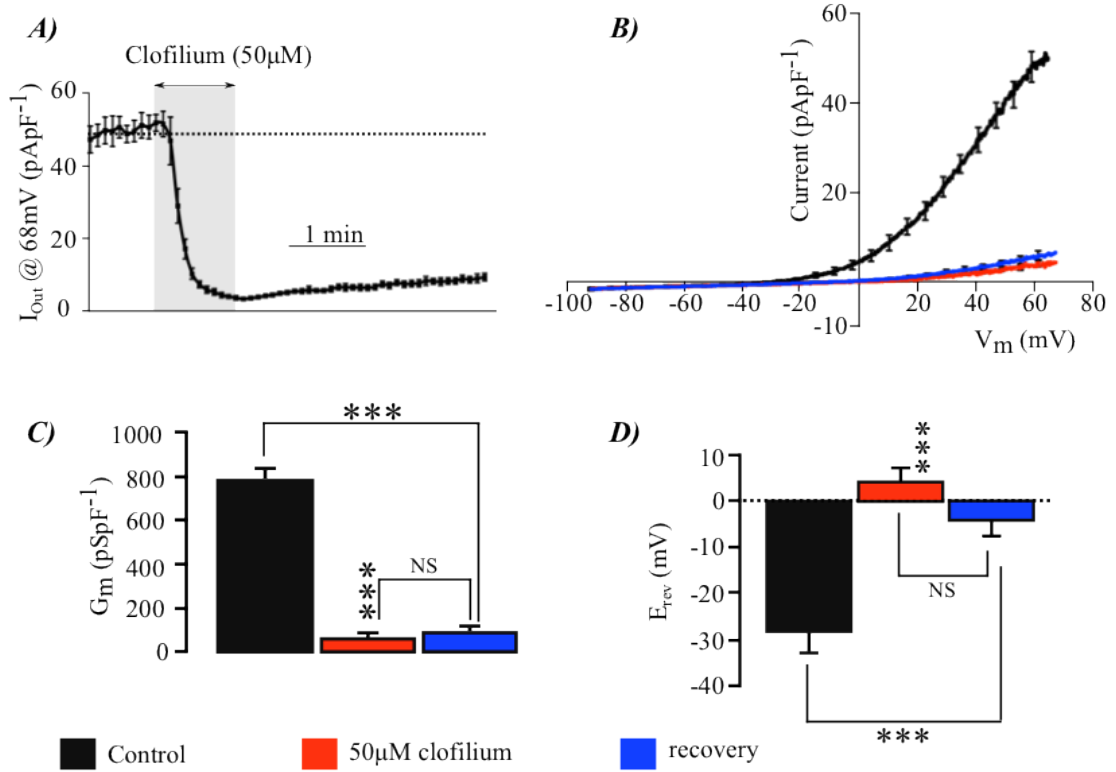 A)
Clofilium (50μM)
I_Out @ 68mV (pApF^-1)
60
40
20
0
1 min
B)
Current (pApF^-1)
60
40
20
-10
-100 -80 -60 -40 -20 20 40 60 80
V_m (mV)
C)
G_m (pSpF^-1)
1000
800
600
400
200
0
***
***
NS
D)
E_rev (mV)
10
0
-10
-20
-30
-40
***
NS
***
Control
50μM clofilium
recovery